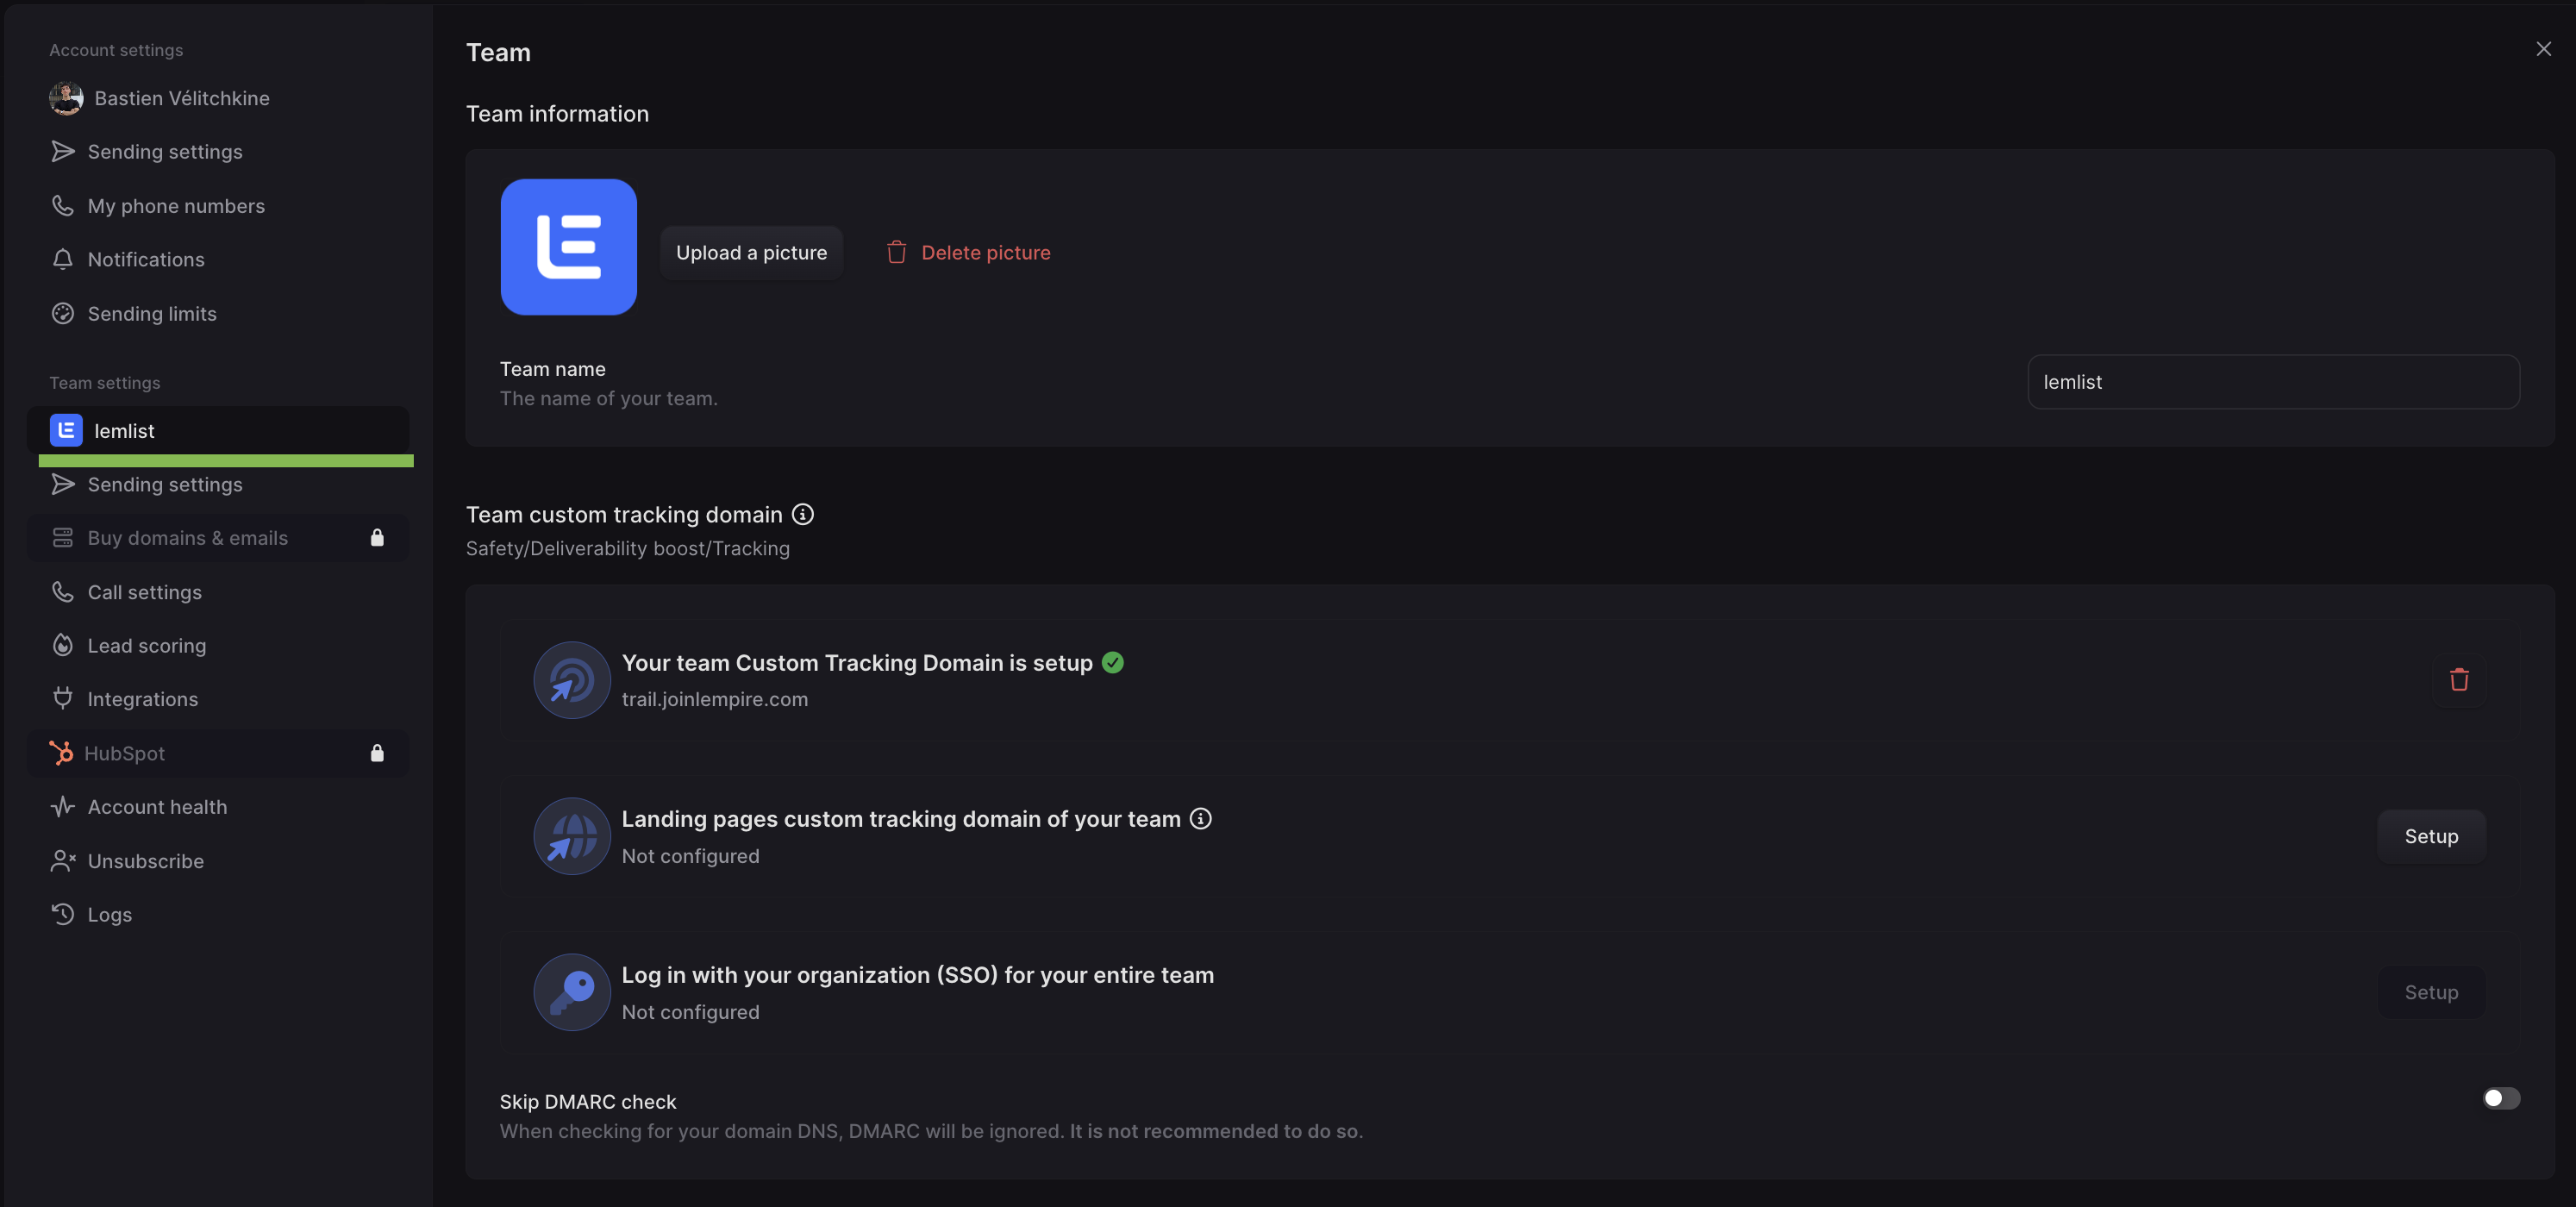 Account settings
Bastien Vélitchkine
Sending settings
My phone numbers
Notifications
Sending limits
Team settings
lemlist
Sending settings
Buy domains & emails
Call settings
Lead scoring
Integrations
HubSpot
Account health
Unsubscribe
Logs
Team
Team information
LE
Upload a picture
Delete picture
Team name
The name of your team.
lemlist
Team custom tracking domain
Safety/Deliverability boost/Tracking
Your team Custom Tracking Domain is setup
trail.joinlempire.com
Landing pages custom tracking domain of your team
Not configured
Setup
Log in with your organization (SSO) for your entire team
Not configured
Setup
Skip DMARC check
When checking for your domain DNS, DMARC will be ignored. It is not recommended to do so.